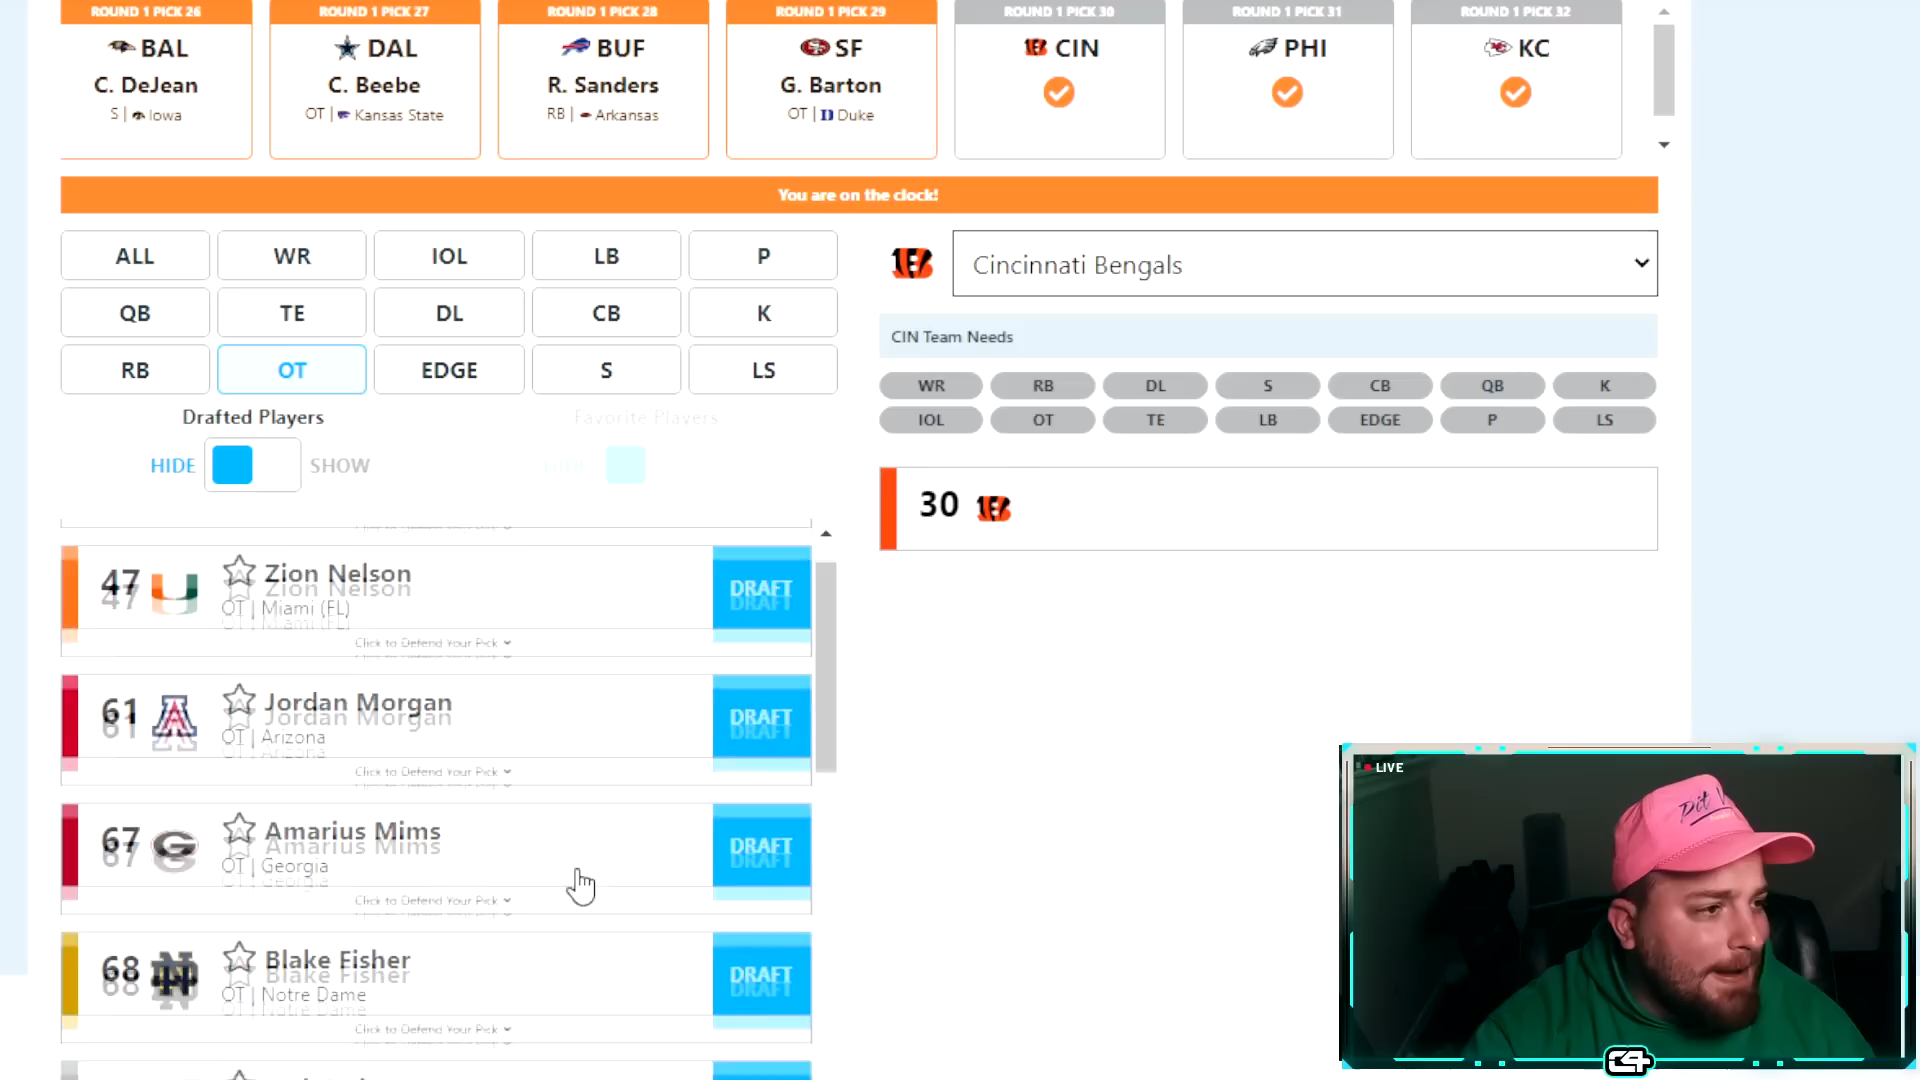 ROUND 1 PICK 26
ROUND 1 PICK 27
ROUND 1 PICK 28
ROUND 1 PICK 29
ROUND 1 PICK 30
ROUND 1 PICK 31
ROUND 1 PICK 32
BAL
DAL
BUF
SF
CIN
PHI
KC
C. DeJean
C. Beebe
R. Sanders
G. Barton
S | Iowa
OT | Kansas State
RB | Arkansas
OT | D Duke
You are on the clock!
ALL
WR
IOL
LB
P
QB
TE
DL
CB
K
RB
OT
EDGE
S
LS
Drafted Players
Favorite Players
HIDE
SHOW
HIDE
Cincinnati Bengals
CIN Team Needs
WR
RB
DL
S
CB
QB
K
IOL
OT
TE
LB
EDGE
P
LS
30
47
Zion Nelson
OT | Miami (FL)
DRAFT
Click to Defend Your Pick
61
Jordan Morgan
OT | Arizona
DRAFT
Click to Defend Your Pick
67
Amarius Mims
OT | Georgia
DRAFT
Click to Defend Your Pick
68
Blake Fisher
OT | Notre Dame
DRAFT
Click to Defend Your Pick
LIVE
Pit V